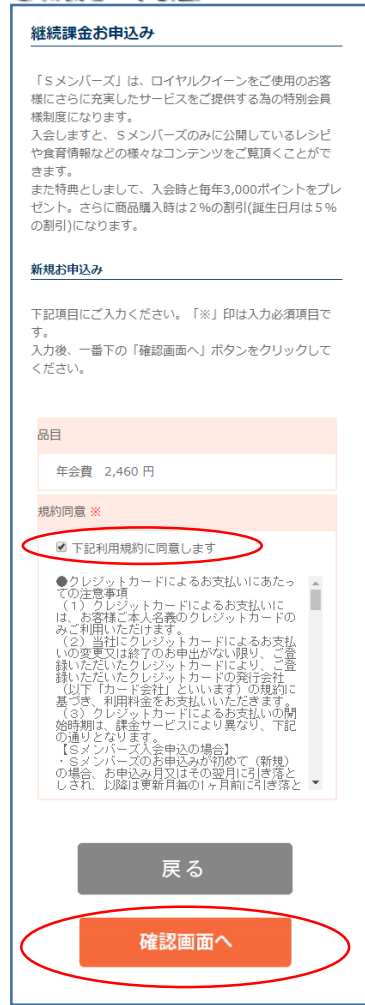 継続課金お申込み
「Ｓメンバーズ」は、ロイヤルクイーンをご使用のお客
様にさらに充実したサービスをご提供する為の特別会員
様制度になります。
入会しますと、Ｓメンバーズのみに公開しているレシピ
や食育情報などの様々なコンテンツをご覧頂くことがで
きます。
また特典としまして、入会時と毎年3,000ポイントをプレ
ゼント。さらに商品購入時は２％の割引(誕生日月は５％
の割引)になります。
新規お申込み
下記項目にご入力ください。「※」印は入力必須項目で
す。
入力後、一番下の「確認画面へ」ボタンをクリックして
ください。
品目
年会費　2,460 円
規約同意 ※
下記利用規約に同意します
●クレジットカードによるお支払いにあたっ
ての注意事項
（１）クレジットカードによるお支払いに
は、お客様ご本人名義のクレジットカードの
みご利用いただけます。
（２）当社にクレジットカードによるお支払
いの変更又は終了のお申出がない限り、ご登
録いただいたクレジットカードにより、ご登
録いただいたクレジットカードの発行会社
（以下「カード会社」といいます）の規約に
基づき、利用料金をお支払いいただきます。
（３）クレジットカードによるお支払いの開
始時期は、課金サービスにより異なり、下記
の通りとなります。
【Ｓメンバーズ入会申込の場合】
・Ｓメンバーズのお申込みが初めて（新規）
の場合、お申込み月又はその翌月に引き落と
しされ、以降は更新月毎の1ヶ月前に引き落と
戻る
確認画面へ